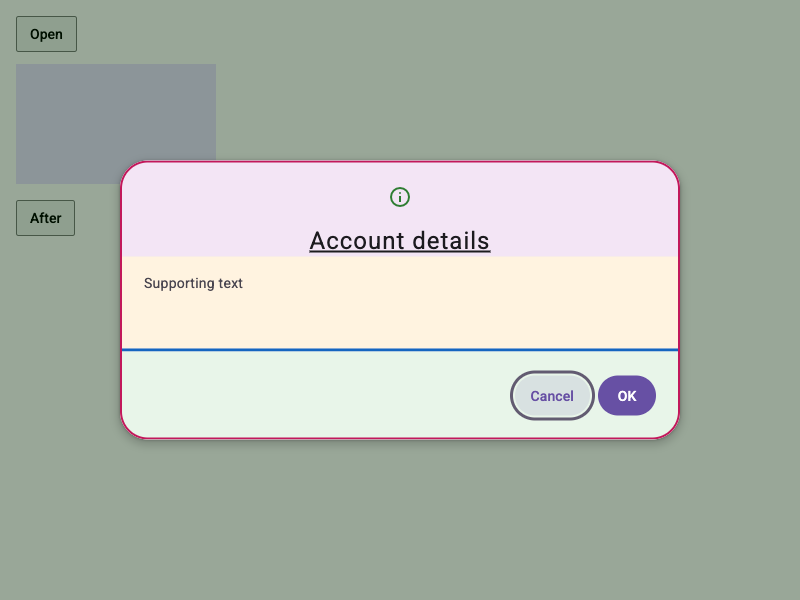 Open
After
Account details
Supporting text
Cancel
OK